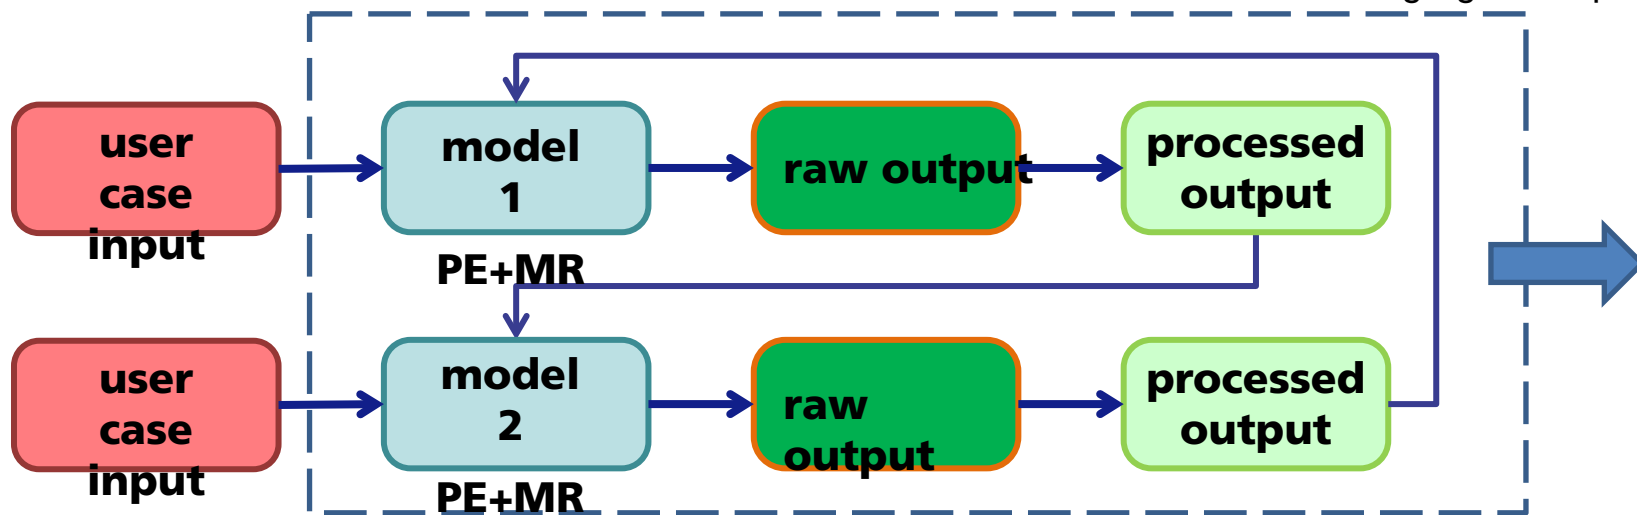 user
case
input
model
1
PE+MR
raw output
processed
output
user
case
input
model
2
PE+MR
raw
output
processed
output